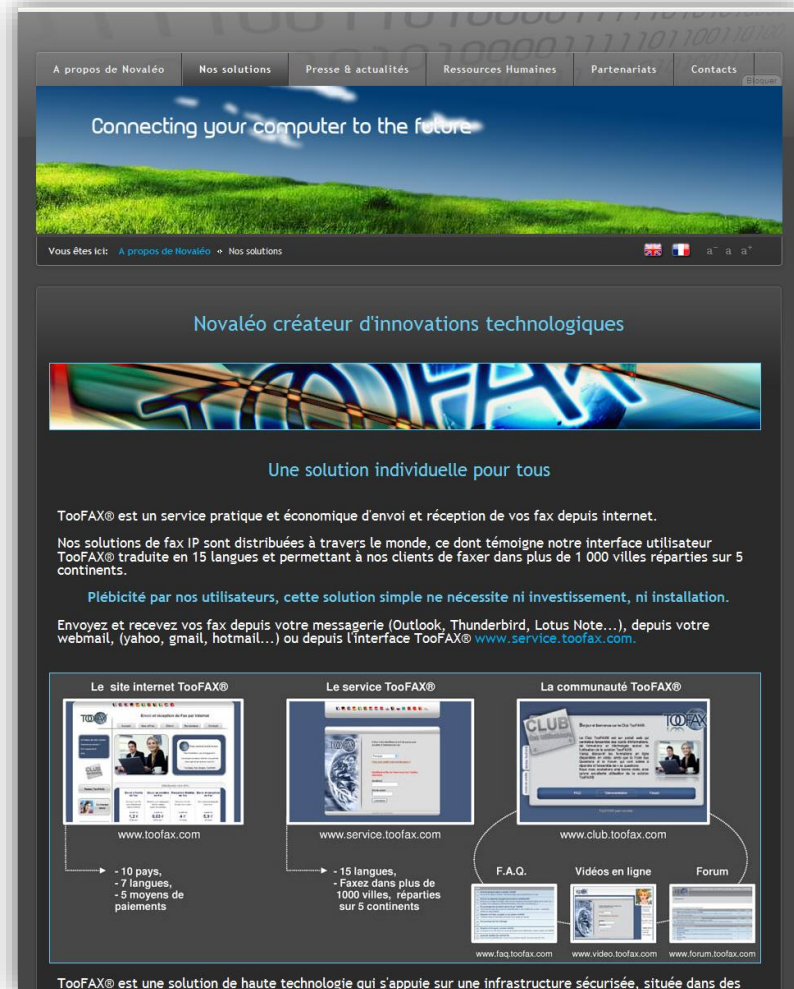 A propos de Novaléo Nos solutions Presse & actualités Ressources Humaines Partenariats Contacts
Bloquer
Connecting your computer to the future
Vous êtes ici: A propos de Novaléo Nos solutions
a- a a+
Novaléo créateur d'innovations technologiques
TOOFAX
Une solution individuelle pour tous
TooFAX® est un service pratique et économique d'envoi et réception de vos fax depuis internet.
Nos solutions de fax IP sont distribuées à travers le monde, ce dont témoigne notre interface utilisateur
TooFAX® traduite en 15 langues et permettant à nos clients de faxer dans plus de 1 000 villes réparties sur 5
continents.
Plébicité par nos utilisateurs, cette solution simple ne nécessite ni investissement, ni installation.
Envoyez et recevez vos fax depuis votre messagerie (Outlook, Thunderbird, Lotus Note...), depuis votre
webmail, (yahoo, gmail, hotmail...) ou depuis l'interface TooFAX® www.service.toofax.com.
Le site internet TooFAX® Le service TooFAX® La communauté TooFAX®
www.toofax.com www.service.toofax.com www.club.toofax.com
- 10 pays,
- 7 langues,
- 5 moyens de
paiements
- 15 langues,
- Faxez dans plus de
1000 villes, réparties
sur 5 continents
F.A.Q. Vidéos en ligne Forum
www.faq.toofax.com www.video.toofax.com www.forum.toofax.com
TooFAX® est une solution de haute technologie qui s'appuie sur une infrastructure sécurisée, située dans des